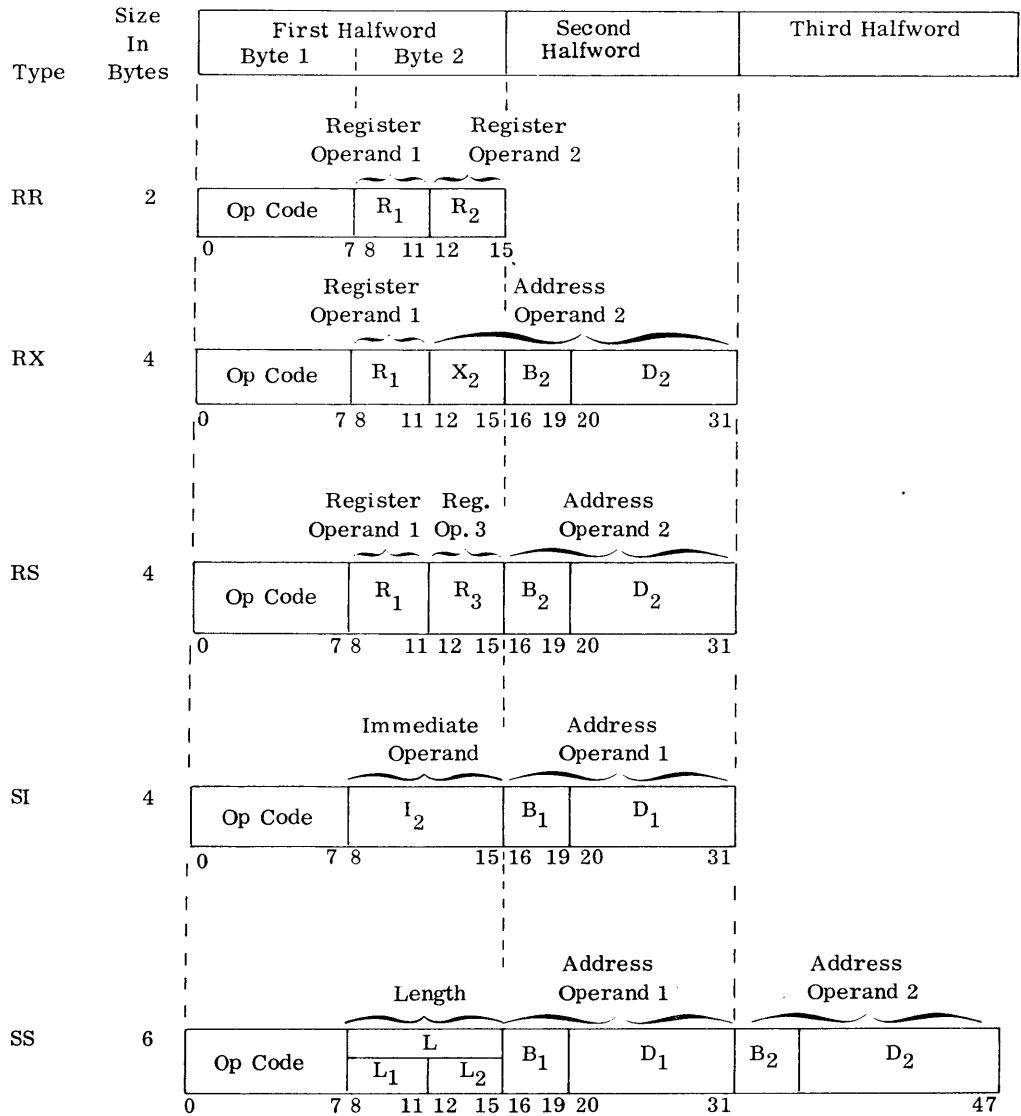 Size
In
Type Bytes
First Halfword
Byte 1 Byte 2
Second
Halfword
Third Halfword
Register Register
Operand 1 Operand 2
RR 2 Op Code R1 R2
0 7 8 11 12 15
Register Address
Operand 1 Operand 2
RX 4 Op Code R1 X2 B2 D2
0 7 8 11 12 15 16 19 20 31
Register Reg. Address
Operand 1 Op. 3 Operand 2
RS 4 Op Code R1 R3 B2 D2
0 7 8 11 12 15 16 19 20 31
Immediate Address
Operand Operand 1
SI 4 Op Code I2 B1 D1
0 7 8 15 16 19 20 31
Address Address
Length Operand 1 Operand 2
SS 6 Op Code L B1 D1 B2 D2
L1 L2
0 7 8 11 12 15 16 19 20 31 47